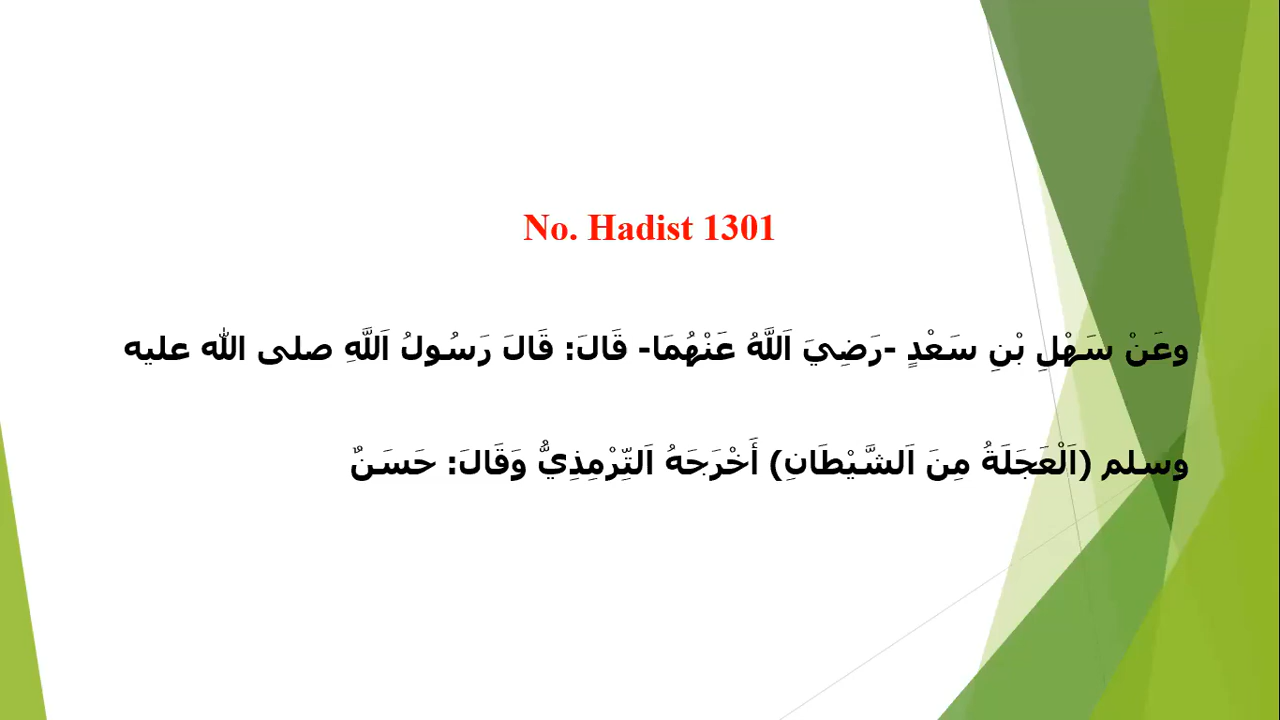 No. Hadist 1301
وعَنْ سَهْلِ بْنِ سَعْدٍ -رَضِيَ اَللَّهُ عَنْهُمَا- قَالَ: قَالَ رَسُولُ اَللَّهِ صلى الله عليه
وسلم (اَلْعَجَلَةُ مِنَ اَلشَّيْطَانِ) أَخْرَجَهُ اَلتِّرْمِذِيُّ وَقَالَ: حَسَنٌ